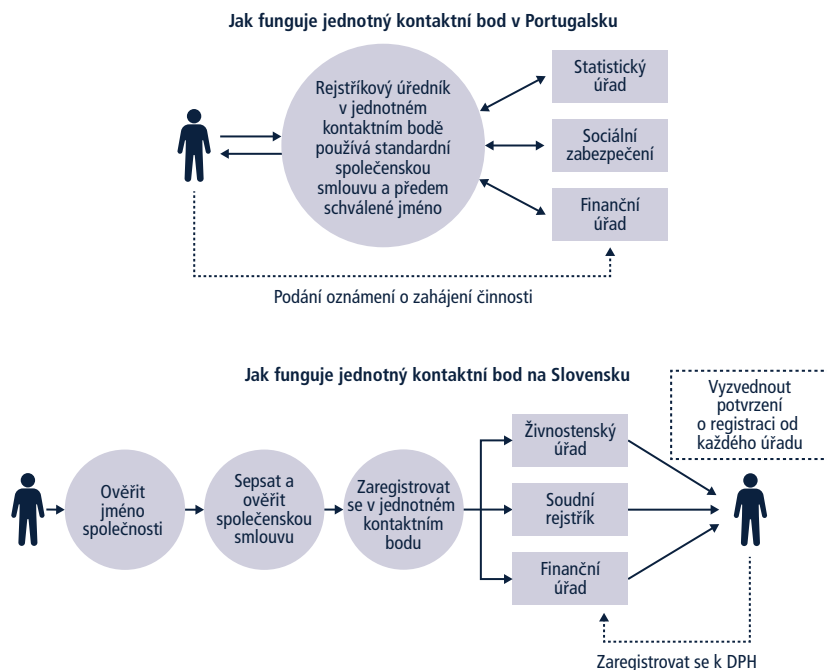 Jak funguje jednotný kontaktní bod v Portugalsku
Rejstříkový úředník
v jednotném
kontaktním bodě
používá standardní
společenskou
smlouvu a předem
schválené jméno
Statistický
úřad
Sociální
zabezpečení
Finanční
úřad
Podání oznámení o zahájení činnosti
Jak funguje jednotný kontaktní bod na Slovensku
Vyzvednout
potvrzení
o registraci od
každého úřadu
Ověřit
jméno
společnosti
Sepsat a
ověřit
společenskou
smlouvu
Zaregistrovat
se v jednotném
kontaktním
bodu
Živnostenský
úřad
Soudní
rejstřík
Finanční
úřad
Zaregistrovat se k DPH